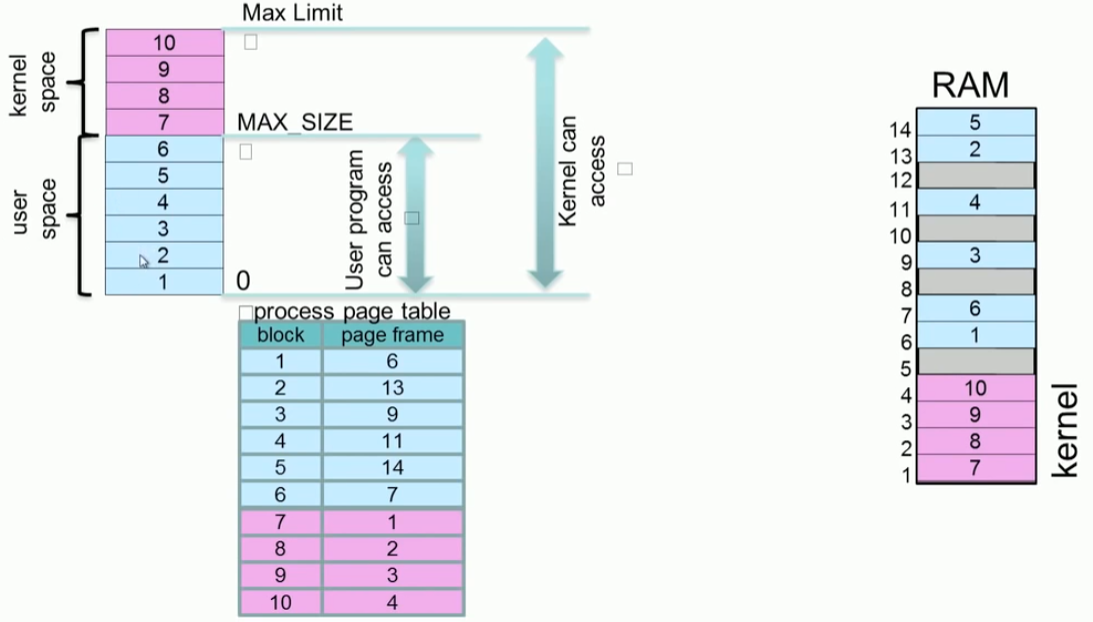 Max Limit
kernel
space
10
9
8
7
MAX_SIZE
user
space
6
5
4
3
2
1
0
User program
can access
Kernel can
access
process page table
block page frame
1 6
2 13
3 9
4 11
5 14
6 7
7 1
8 2
9 3
10 4
RAM
14 5
13 2
12
11 4
10
9 3
8
7 6
6 1
5
4 10
3 9
2 8
1 7
kernel